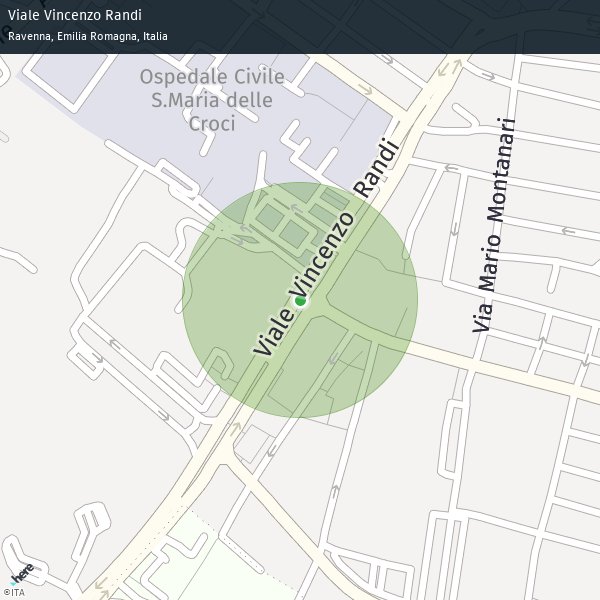 Viale Vincenzo Randi
Ravenna, Emilia Romagna, Italia
Ospedale Civile
S.Maria delle
Croci
Viale Vincenzo Randi
Via Mario Montanari
here
©ITA